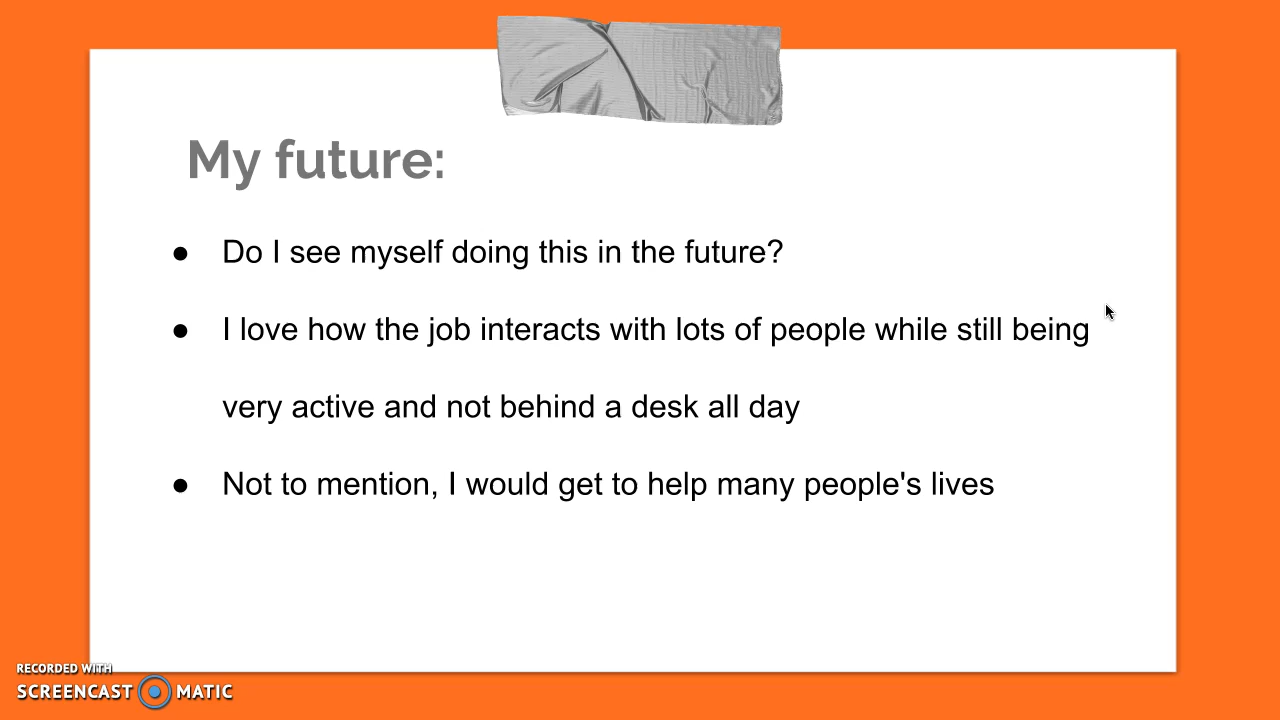 My future:
● Do I see myself doing this in the future?
● I love how the job interacts with lots of people while still being
very active and not behind a desk all day
● Not to mention, I would get to help many people's lives
RECORDED WITH
SCREENCAST MATIC